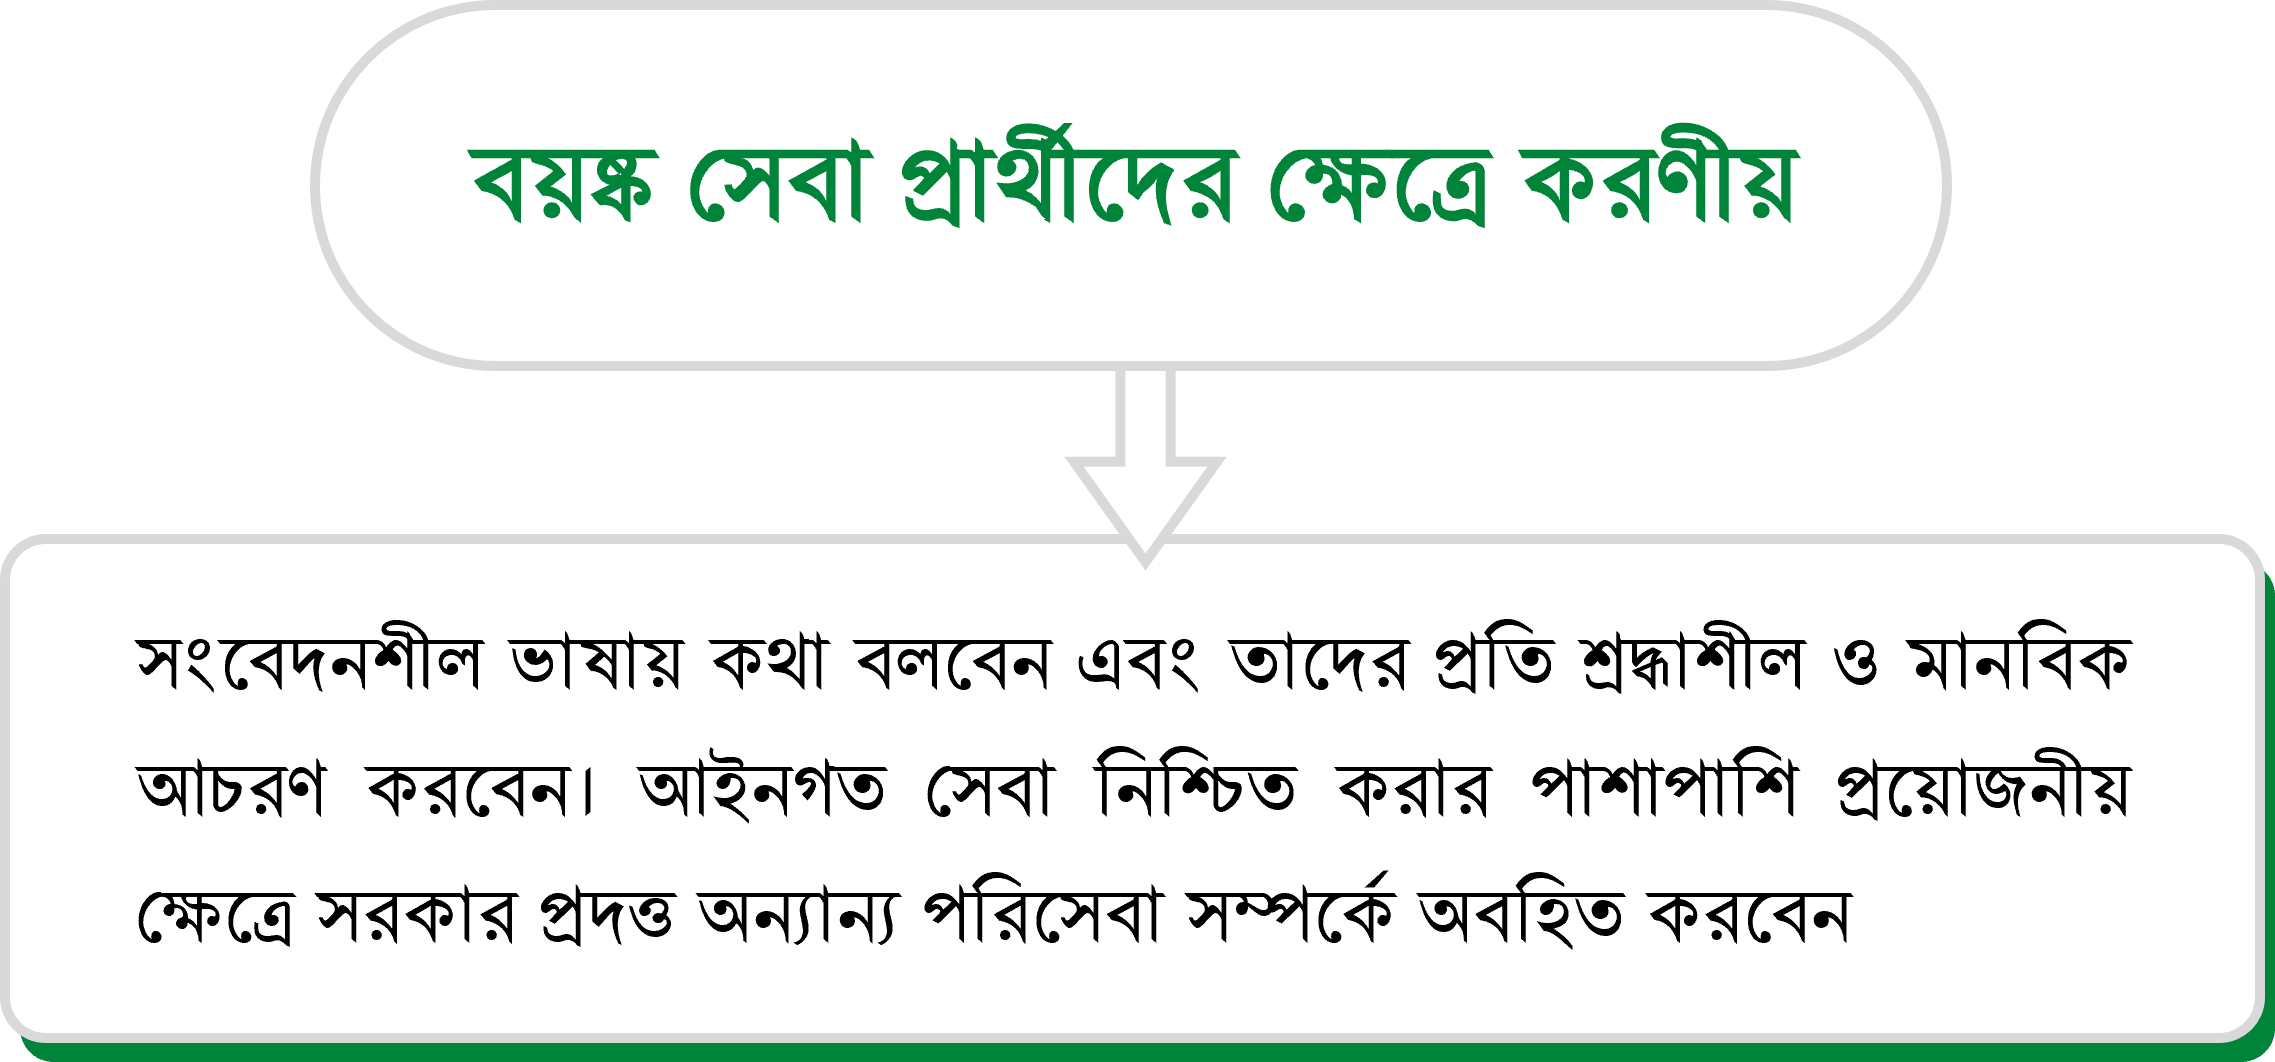 বয়ষ্ক সেবা প্রার্থীদের ক্ষেত্রে করণীয়
সংবেদনশীল ভাষায় কথা বলবেন এবং তাদের প্রতি শ্রদ্ধাশীল ও মানবিক
আচরণ করবেন। আইনগত সেবা নিশ্চিত করার পাশাপাশি প্রয়োজনীয়
ক্ষেত্রে সরকার প্রদত্ত অন্যান্য পরিসেবা সম্পর্কে অবহিত করবেন